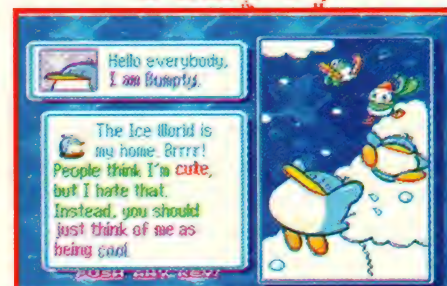 Hello everybody,
I am Bumpty.
The Ice World is
my home. Brrrr!
People think I'm cute,
but I hate that.
Instead, you should
just think of me as
being cool
PUSH ANY KEY!